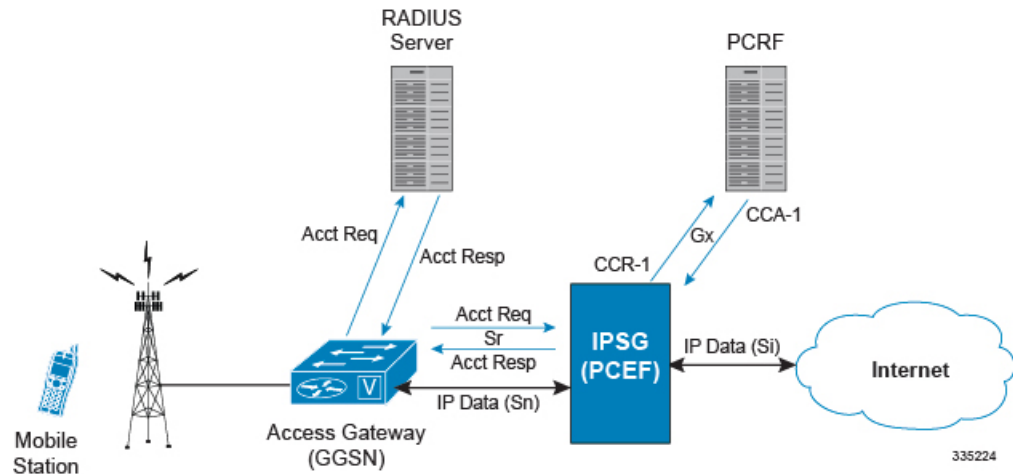 RADIUS
Server
PCRF
Acct Req
Acct Resp
CCA-1
Gx
CCR-1
Acct Req
Sr
Acct Resp
IPSG
(PCEF)
IP Data (Si)
Internet
V
IP Data (Sn)
Access Gateway
(GGSN)
Mobile
Station
335224